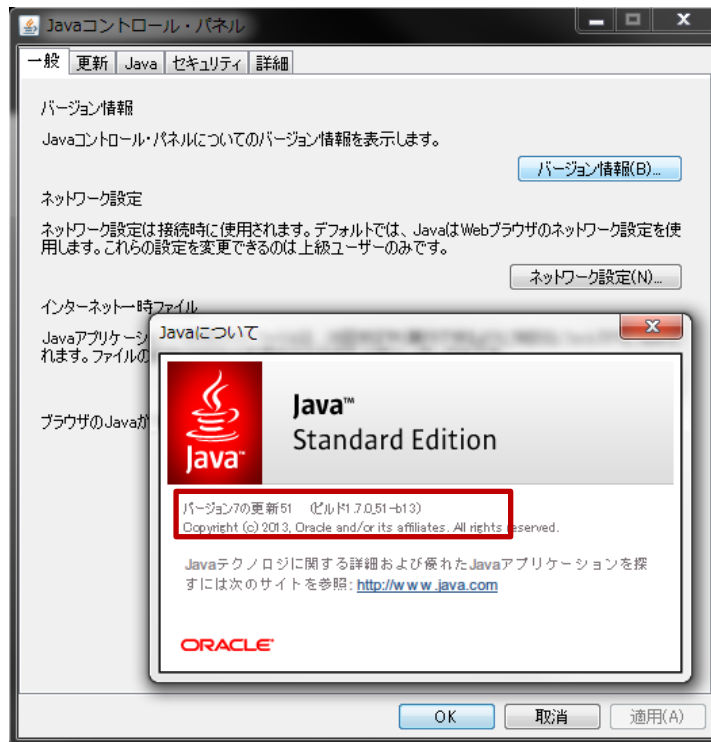 Javaコントロール・パネル
一般 更新 Java セキュリティ 詳細
バージョン情報
Javaコントロール・パネルについてのバージョン情報を表示します。
バージョン情報(B)...
ネットワーク設定
ネットワーク設定は接続時に使用されます。デフォルトでは、JavaはWebブラウザのネットワーク設定を使
用します。これらの設定を変更できるのは上級ユーザーのみです。
ネットワーク設定(N)...
インターネット一時ファイル
Javaアプリケーシ
れます。ファイルの
ブラウザのJavaが
Javaについて
Java
Java™
Standard Edition
バージョン7の更新51 (ビルド1.7.0_51-b13)
Copyright (c) 2013, Oracle and/or its affiliates. All rights reserved.
Javaテクノロジに関する詳細および優れたJavaアプリケーションを探
すには次のサイトを参照: http://www.java.com
ORACLE
OK 取消 適用(A)